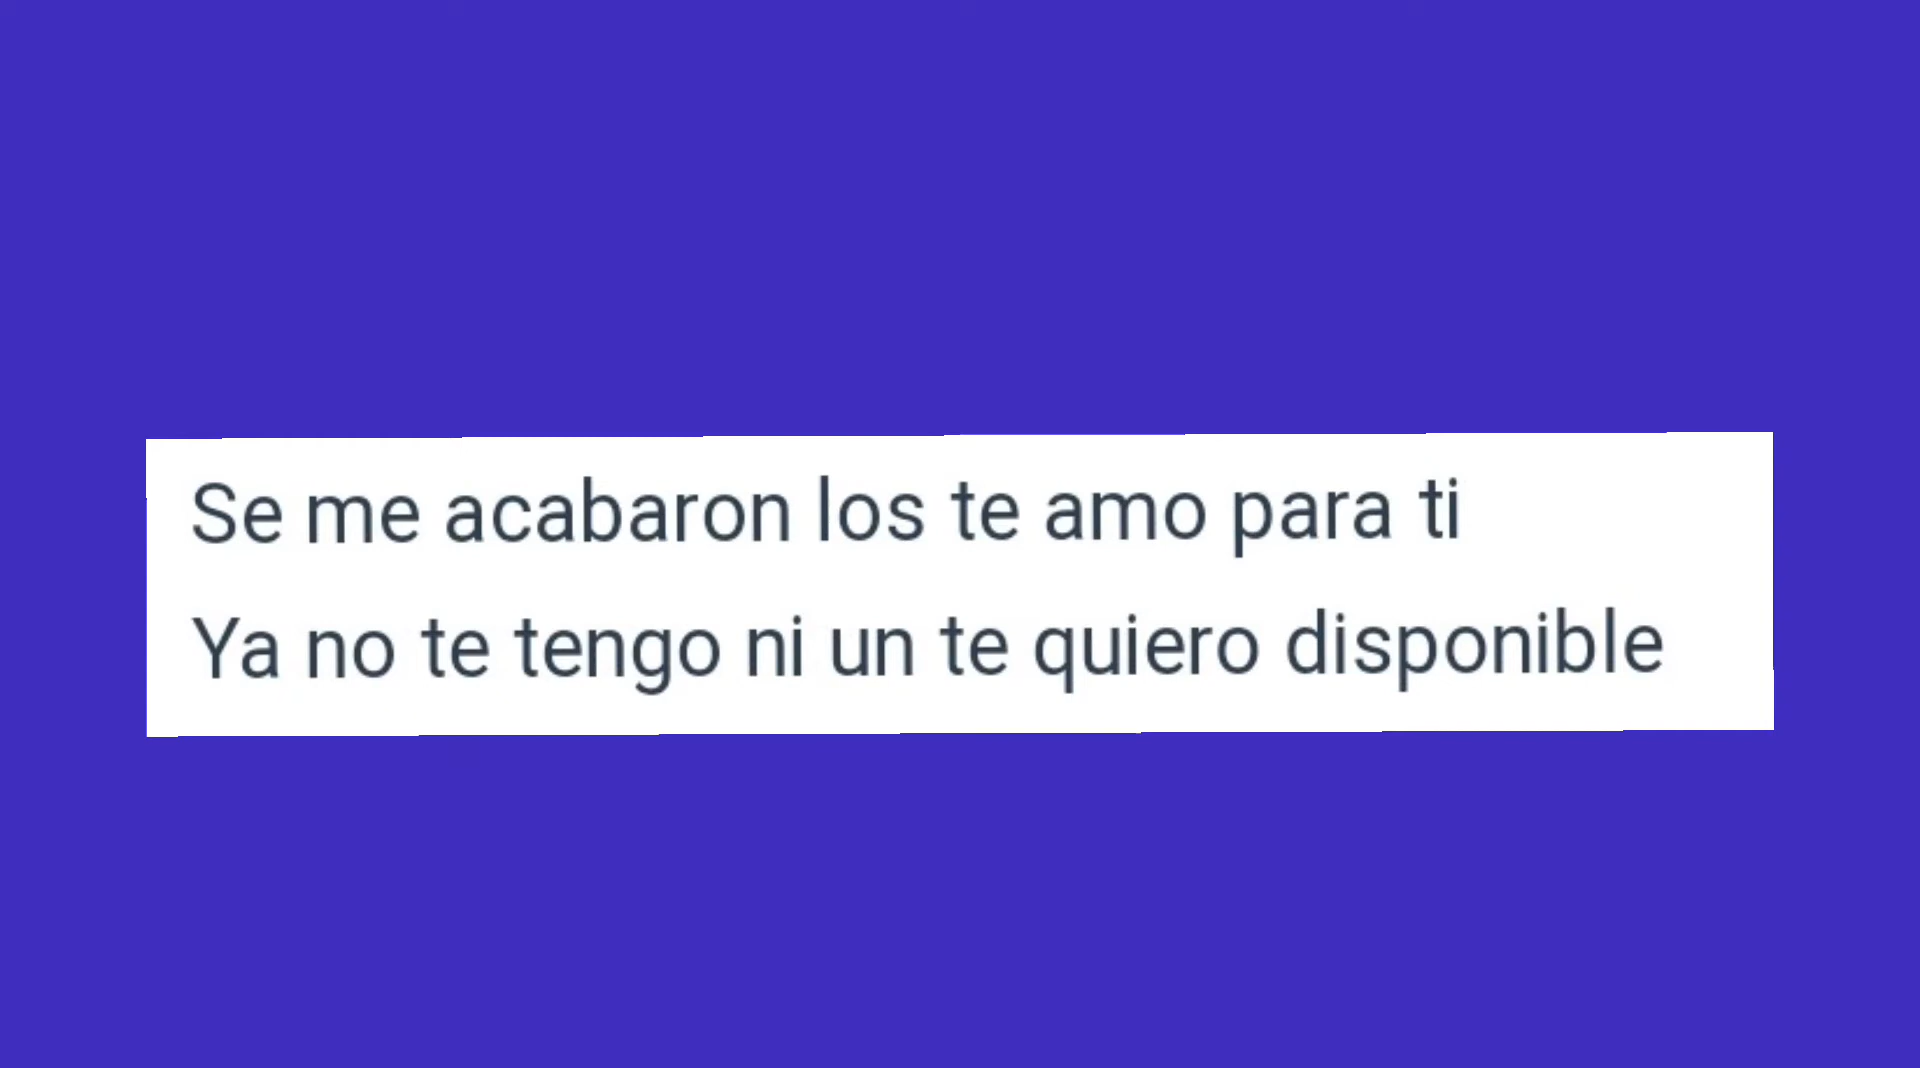 Se me acabaron los te amo para ti
Ya no te tengo ni un te quiero disponible